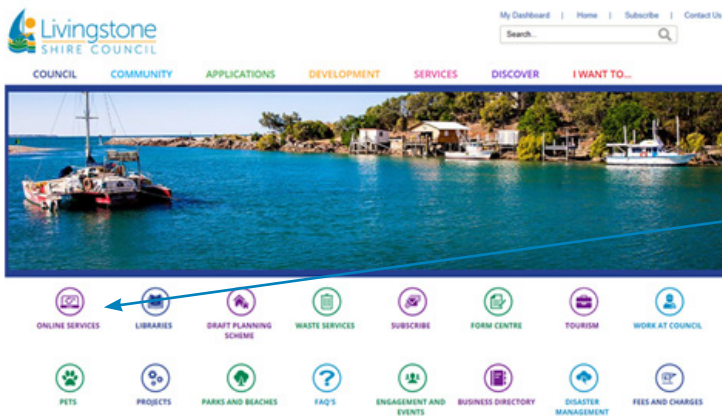 My Dashboard | Home | Subscribe | Contact Us
Livingstone
SHIRE COUNCIL
Search...
COUNCIL COMMUNITY APPLICATIONS DEVELOPMENT SERVICES DISCOVER I WANT TO...
ONLINE SERVICES LIBRARIES DRAFT PLANNING WASTE SERVICES SUBSCRIBE FORM CENTRE TOURISM WORK AT COUNCIL
SCHEME
PETS PROJECTS PARKS AND BEACHES FAQ'S ENGAGEMENT AND BUSINESS DIRECTORY DISASTER FEES AND CHARGES
EVENTS MANAGEMENT